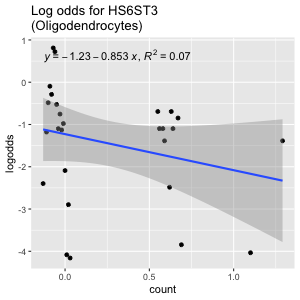 Log odds for HS6ST3
(Oligodendrocytes)
y = −1.23 − 0.853 x, R² = 0.07
1
0
-1
-2
-3
-4
logodds
0.0 0.5 1.0
count